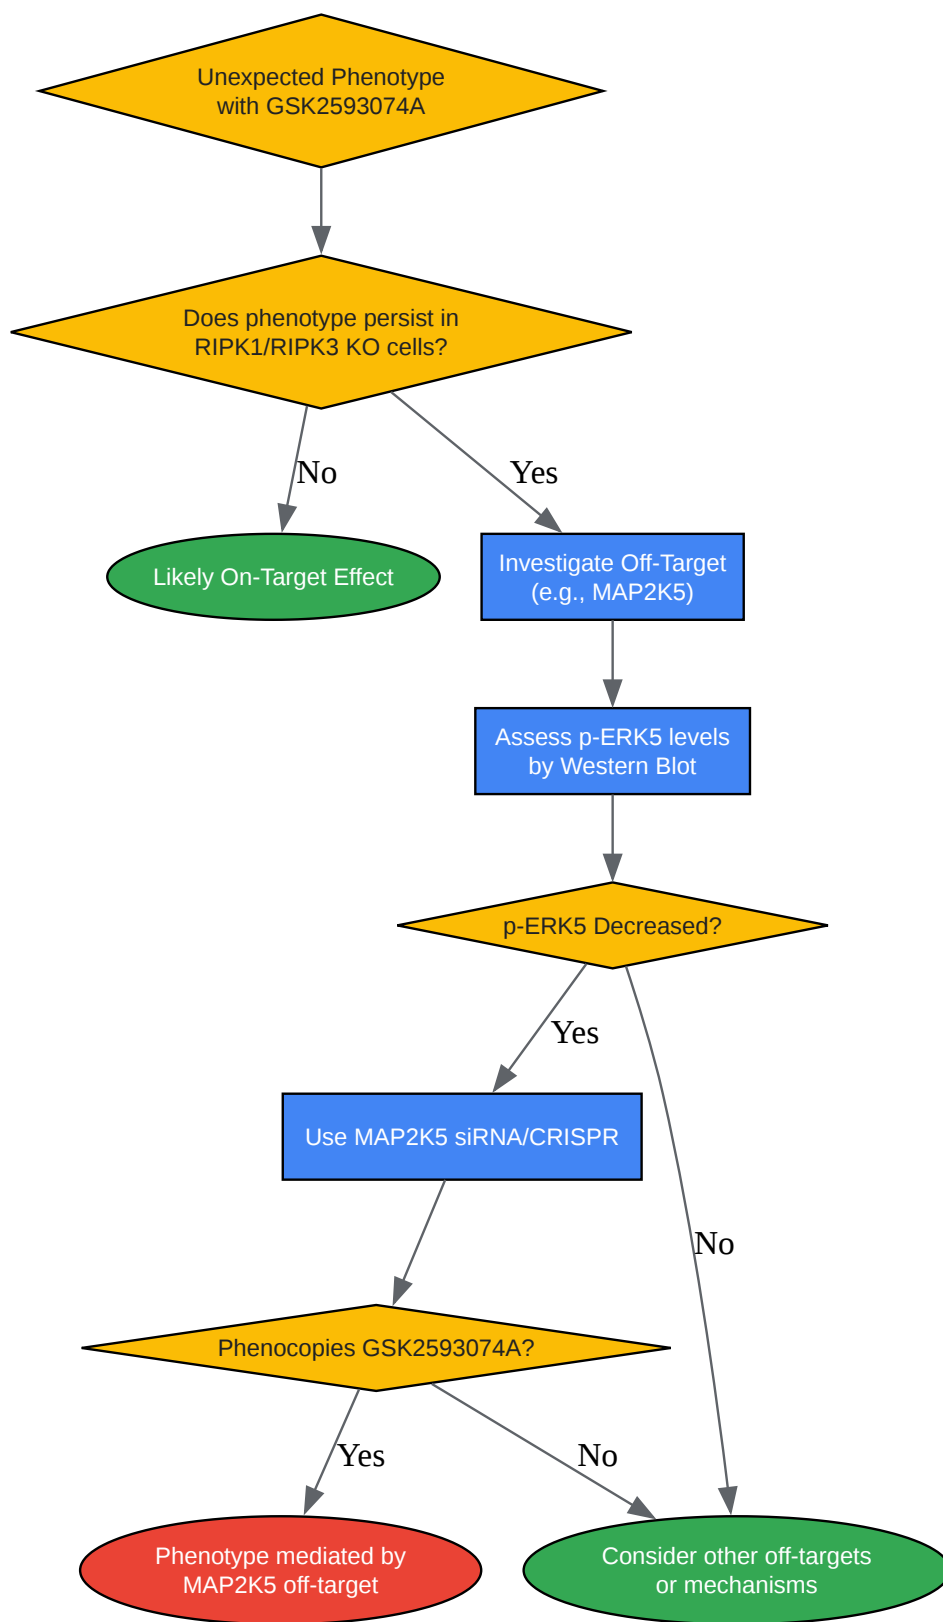 Unexpected Phenotype
with GSK2593074A
Does phenotype persist in
RIPK1/RIPK3 KO cells?
No
Yes
Likely On-Target Effect
Investigate Off-Target
(e.g., MAP2K5)
Assess p-ERK5 levels
by Western Blot
p-ERK5 Decreased?
Yes
Use MAP2K5 siRNA/CRISPR
No
Phenocopies GSK2593074A?
Yes
No
Phenotype mediated by
MAP2K5 off-target
Consider other off-targets
or mechanisms